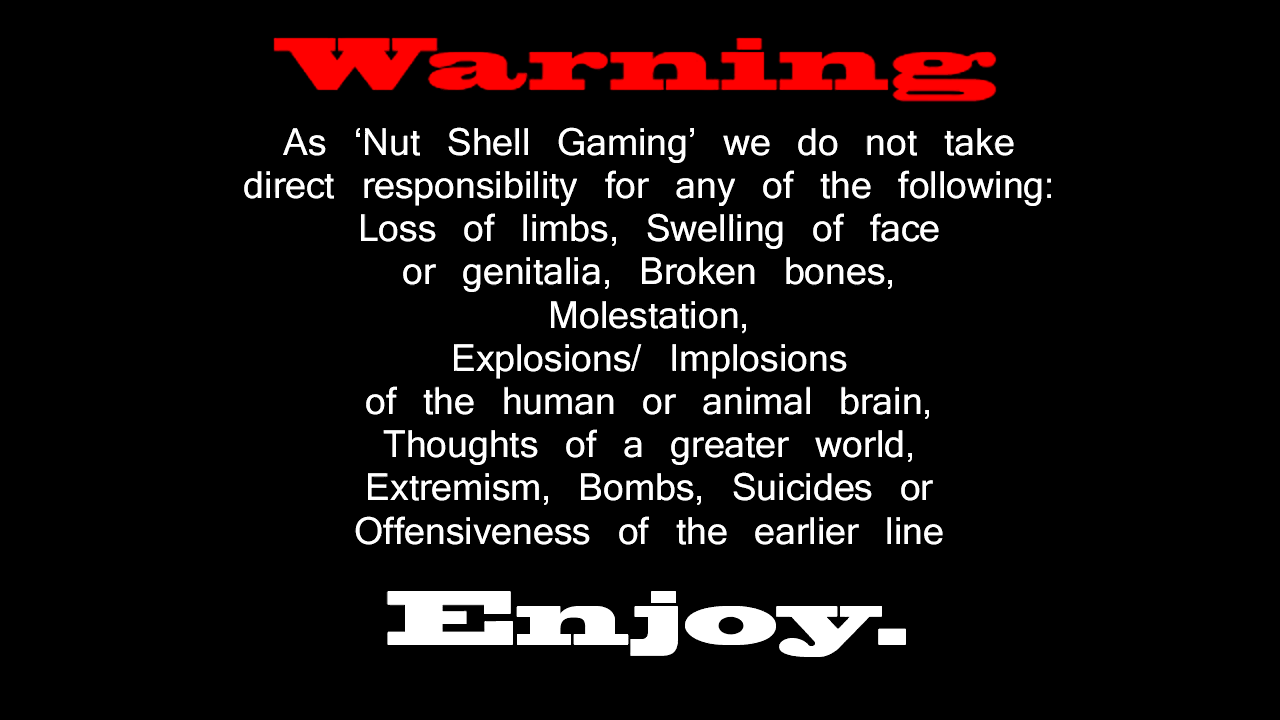 Warning
As ‘Nut Shell Gaming’ we do not take
direct responsibility for any of the following:
Loss of limbs, Swelling of face
or genitalia, Broken bones,
Molestation,
Explosions/ Implosions
of the human or animal brain,
Thoughts of a greater world,
Extremism, Bombs, Suicides or
Offensiveness of the earlier line
Enjoy.